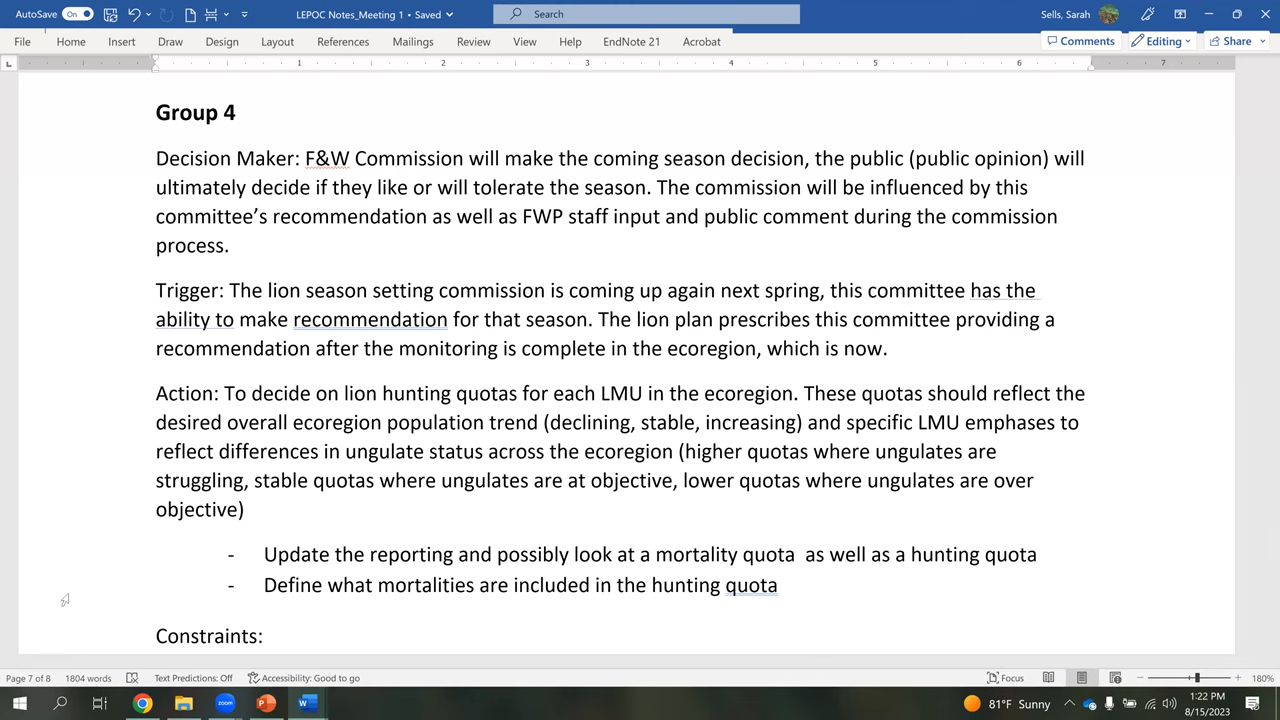 AutoSave On LEPOC Notes_Meeting 1 • Saved Search Sells, Sarah
File Home Insert Draw Design Layout References Mailings Review View Help EndNote 21 Acrobat Comments Editing Share
1 2 3 4 5 6 7
Group 4
Decision Maker: F&W Commission will make the coming season decision, the public (public opinion) will
ultimately decide if they like or will tolerate the season. The commission will be influenced by this
committee’s recommendation as well as FWP staff input and public comment during the commission
process.
Trigger: The lion season setting commission is coming up again next spring, this committee has the
ability to make recommendation for that season. The lion plan prescribes this committee providing a
recommendation after the monitoring is complete in the ecoregion, which is now.
Action: To decide on lion hunting quotas for each LMU in the ecoregion. These quotas should reflect the
desired overall ecoregion population trend (declining, stable, increasing) and specific LMU emphases to
reflect differences in ungulate status across the ecoregion (higher quotas where ungulates are
struggling, stable quotas where ungulates are at objective, lower quotas where ungulates are over
objective)
- Update the reporting and possibly look at a mortality quota  as well as a hunting quota
- Define what mortalities are included in the hunting quota
Constraints:
Page 7 of 8 1804 words Text Predictions: Off Accessibility: Good to go Focus 180%
zoom 81°F Sunny 1:22 PM
8/15/2023